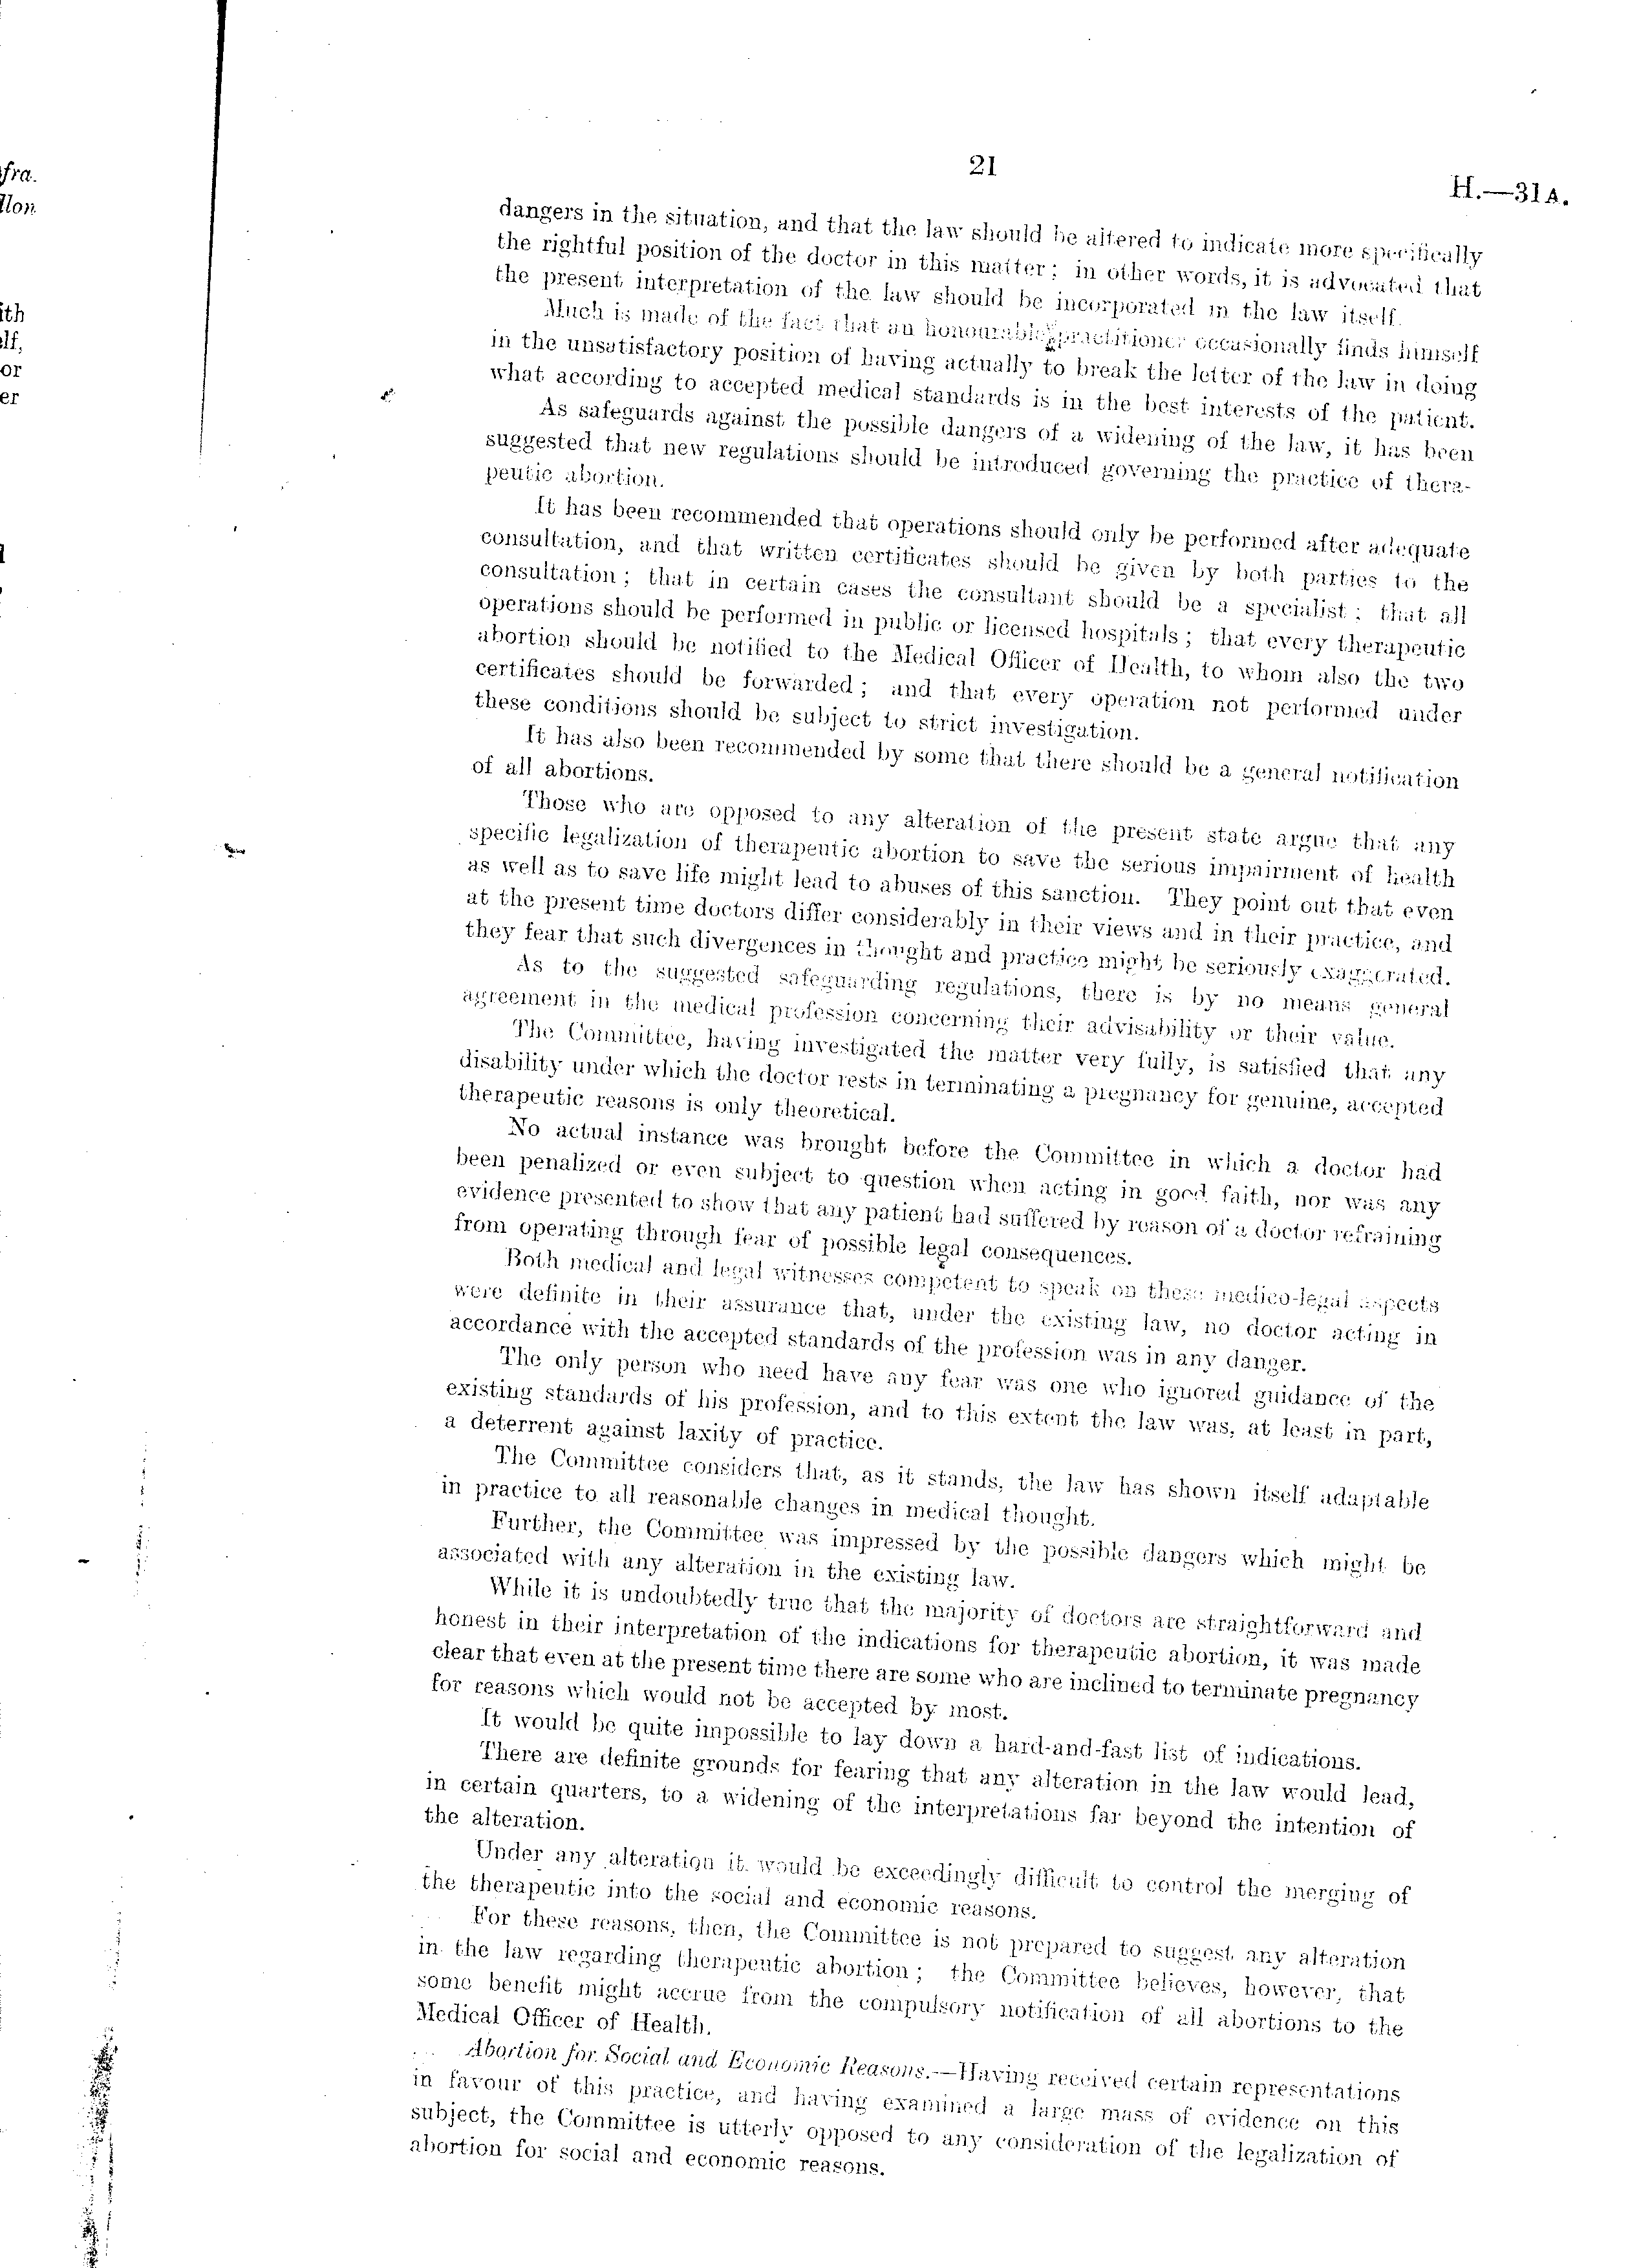 21
H.—31A.
fra.
ith
lf,
or
er
dangers in the situation, and that the law should be altered to indicate more specifically
the rightful position of the doctor in this matter; in other words, it is advocated that
the present interpretation of the law should be incorporated in the law itself.
Much is made of the fact that an honourable practitioner occasionally finds himself
in the unsatisfactory position of having actually to break the letter of the law in doing
what according to accepted medical standards is in the best interests of the patient.
As safeguards against the possible dangers of a widening of the law, it has been
suggested that new regulations should be introduced governing the practice of thera-
peutic abortion.
It has been recommended that operations should only be performed after adequate
consultation, and that written certificates should be given by both parties to the
consultation; that in certain cases the consultant should be a specialist; that all
operations should be performed in public or licensed hospitals; that every therapeutic
abortion should be notified to the Medical Officer of Health, to whom also the two
certificates should be forwarded; and that every operation not performed under
these conditions should be subject to strict investigation.
It has also been recommended by some that there should be a general notification
of all abortions.
Those who are opposed to any alteration of the present state argue that any
specific legalization of therapeutic abortion to save the serious impairment of health
as well as to save life might lead to abuses of this sanction. They point out that even
at the present time doctors differ considerably in their views and in their practice, and
they fear that such divergences in thought and practice might be seriously exaggerated.
As to the suggested safeguarding regulations, there is by no means general
agreement in the medical profession concerning their advisability or their value.
The Committee, having investigated the matter very fully, is satisfied that any
disability under which the doctor rests in terminating a pregnancy for genuine, accepted
therapeutic reasons is only theoretical.
No actual instance was brought before the Committee in which a doctor had
been penalized or even subject to question when acting in good faith, nor was any
evidence presented to show that any patient had suffered by reason of a doctor refraining
from operating through fear of possible legal consequences.
Both medical and legal witnesses competent to speak on these medico-legal aspects
were definite in their assurance that, under the existing law, no doctor acting in
accordance with the accepted standards of the profession was in any danger.
The only person who need have any fear was one who ignored guidance of the
existing standards of his profession, and to this extent the law was, at least in part,
a deterrent against laxity of practice.
The Committee considers that, as it stands, the law has shown itself adaptable
in practice to all reasonable changes in medical thought.
Further, the Committee was impressed by the possible dangers which might be
associated with any alteration in the existing law.
While it is undoubtedly true that the majority of doctors are straightforward and
honest in their interpretation of the indications for therapeutic abortion, it was made
clear that even at the present time there are some who are inclined to terminate pregnancy
for reasons which would not be accepted by most.
It would be quite impossible to lay down a hard-and-fast list of indications.
There are definite grounds for fearing that any alteration in the law would lead,
in certain quarters, to a widening of the interpretations far beyond the intention of
the alteration.
Under any alteration it would be exceedingly difficult to control the merging of
the therapeutic into the social and economic reasons.
For these reasons, then, the Committee is not prepared to suggest any alteration
in the law regarding therapeutic abortion; the Committee believes, however, that
some benefit might accrue from the compulsory notification of all abortions to the
Medical Officer of Health.
Abortion for Social and Economic Reasons.—Having received certain representations
in favour of this practice, and having examined a large mass of evidence on this
subject, the Committee is utterly opposed to any consideration of the legalization of
abortion for social and economic reasons.